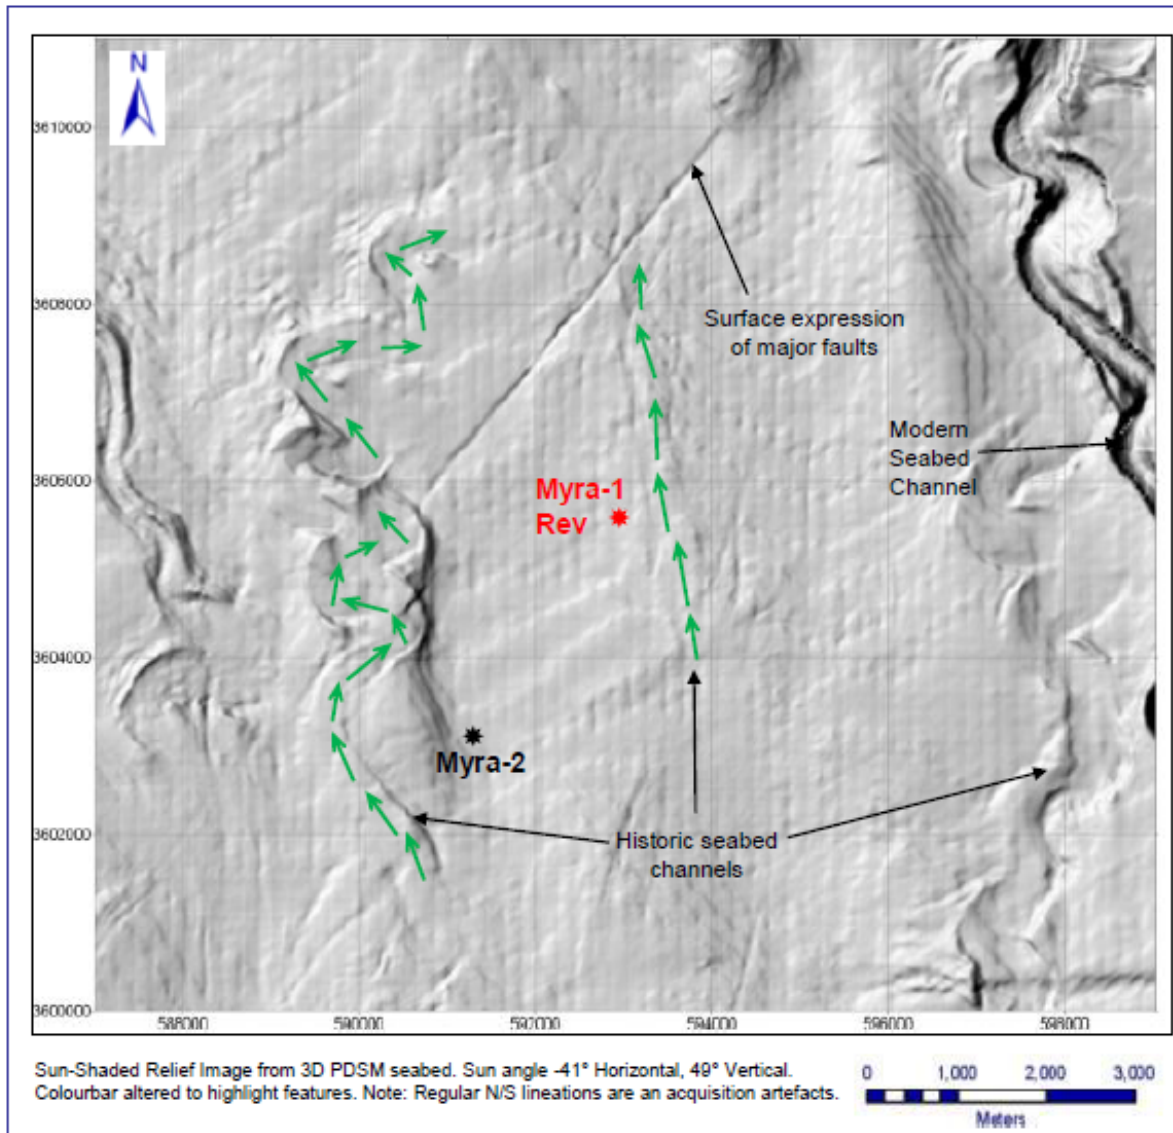 N
3610000
3608000
3606000
3604000
3602000
3600000
588000
590000
592000
594000
596000
598000
Surface expression
of major faults
Modern
Seabed
Channel
Myra-1
Rev
Myra-2
Historic seabed
channels
Sun-Shaded Relief Image from 3D PDSM seabed. Sun angle -41° Horizontal, 49° Vertical.
Colourbar altered to highlight features. Note: Regular N/S lineations are an acquisition artefacts.
0 1,000 2,000 3,000
Meters